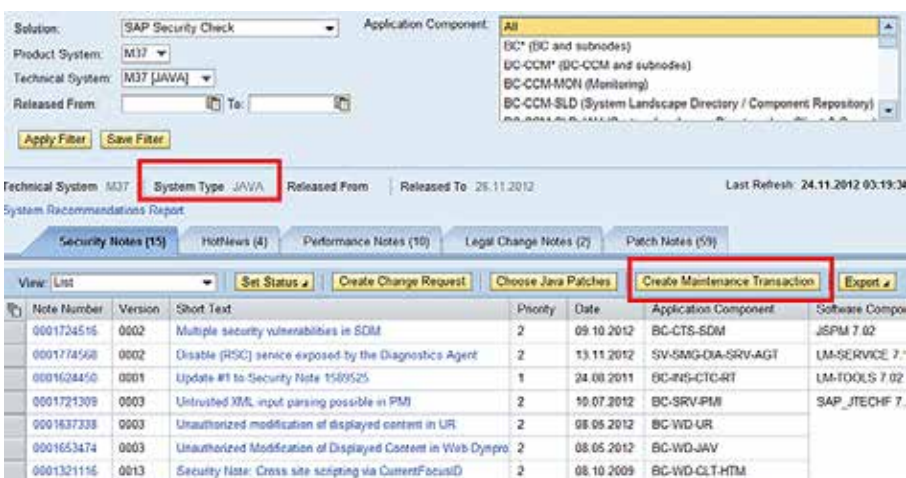 Solution: SAP Security Check Application Component: All
BC* (BC and subnodes)
Product System: M37
BC-CCM* (BC-CCM and subnodes)
Technical System: M37 [JAVA]
BC-CCM-MON (Monitoring)
Released From: To:
BC-CCM-SLD (System Landscape Directory / Component Repository)
Apply Filter Save Filter
Technical System M37 System Type JAVA Released From Released To 26.11.2012 Last Refresh: 24.11.2012 03:19:34
System Recommendations Report
Security Notes (15) HotNews (4) Performance Notes (10) Legal Change Notes (2) Patch Notes (59)
View: List Set Status Create Change Request Choose Java Patches Create Maintenance Transaction Export
Note Number Version Short Text Priority Date Application Component Software Compo
0001724516 0002 Multiple security vulnerabilities in SDM 2 09.10.2012 BC-CTS-SDM JSPM 7.02
0001774568 0002 Disable (RSC) service exposed by the Diagnostics Agent 2 13.11.2012 SV-SMG-DIA-SRV-AGT LM-SERVICE 7.
0001624450 0001 Update #1 to Security Note 1589525 1 24.08.2011 BC-INS-CTC-RT LM-TOOLS 7.02
0001721309 0003 Untrusted XML input parsing possible in PMI 2 10.07.2012 BC-SRV-PMI SAP_JTECHF 7.
0001637338 0003 Unauthorized modification of displayed content in UR 2 08.05.2012 BC-WD-UR
0001653474 0003 Unauthorized Modification of Displayed Content in Web Dynpro 2 08.05.2012 BC-WD-JAV
0001321116 0013 Security Note: Cross site scripting via CurrentFocusID 2 08.10.2009 BC-WD-CLT-HTM